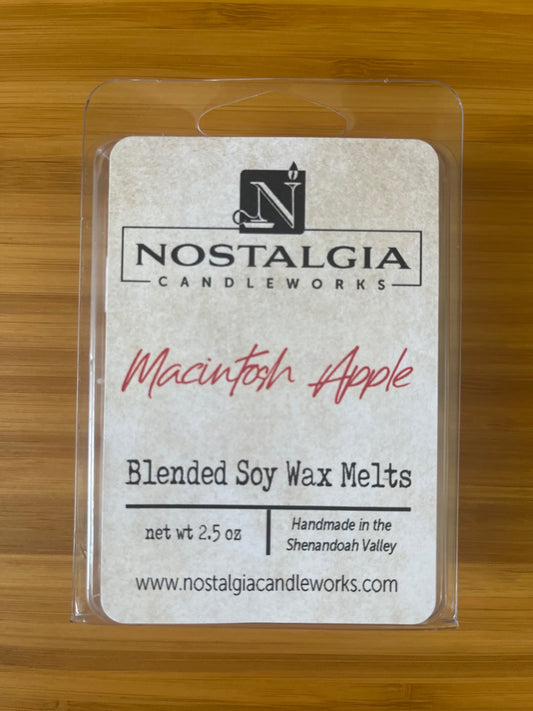 N
NOSTALGIA
CANDLEWORKS
Macintosh Apple
Blended Soy Wax Melts
net wt 2.5 oz
Handmade in the
Shenandoah Valley
www.nostalgiacandleworks.com